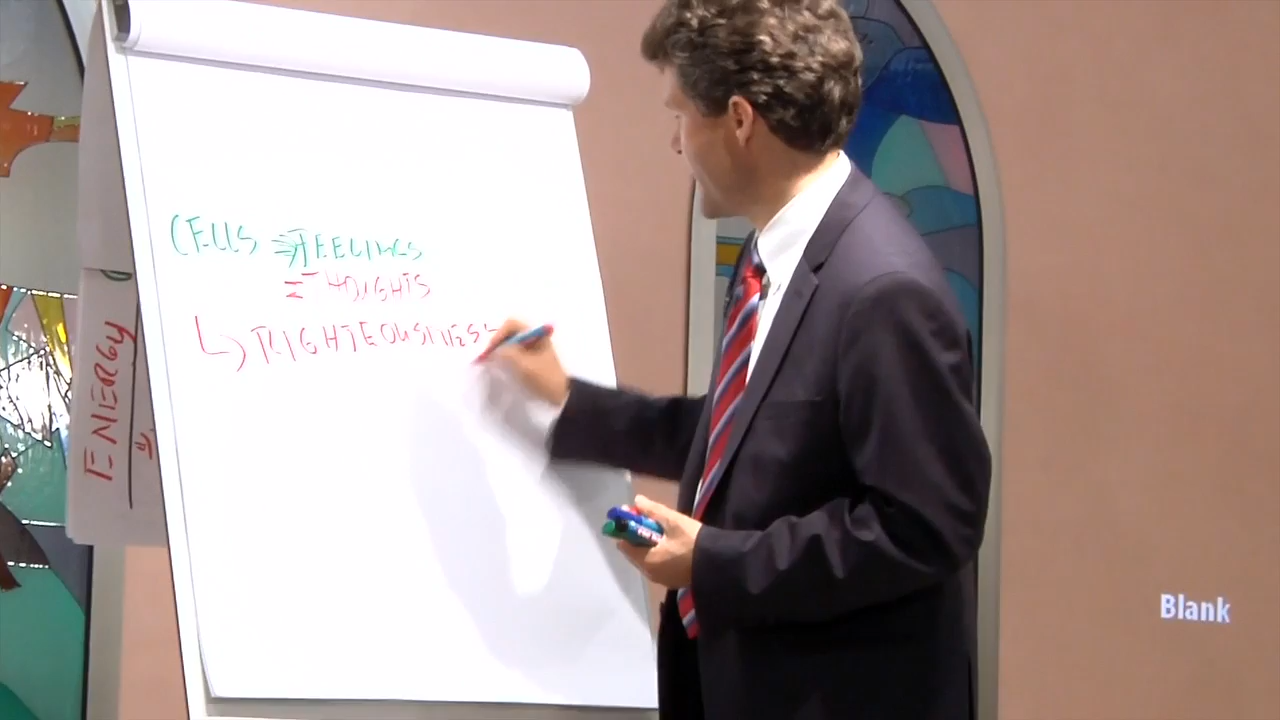 CELLS ⇒ FEELINGS
= THOUGHTS
↳ RIGHTEOUSNESS
ENERGY
Blank